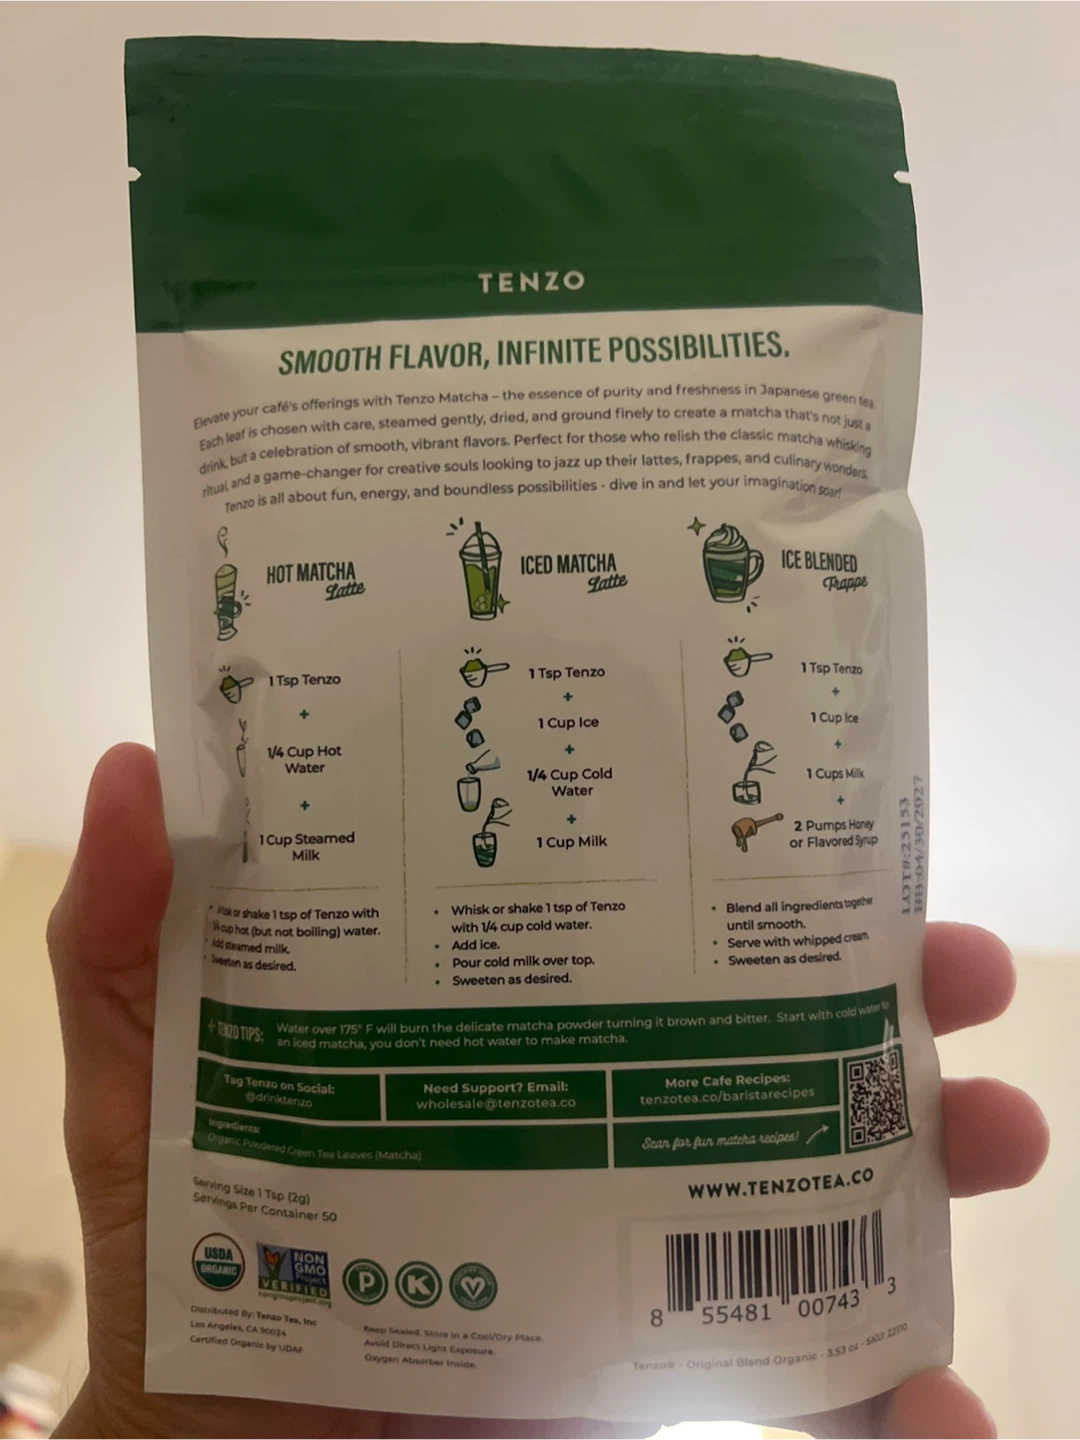 TENZO
SMOOTH FLAVOR, INFINITE POSSIBILITIES.
Elevate your café's offerings with Tenzo Matcha – the essence of purity and freshness in Japanese green tea.
Each leaf is chosen with care, steamed gently, dried, and ground finely to create a matcha that's not just a
drink, but a celebration of smooth, vibrant flavors. Perfect for those who relish the classic matcha whisking
ritual, and a game-changer for creative souls looking to jazz up their lattes, frappes, and culinary wonders.
Tenzo is all about fun, energy, and boundless possibilities - dive in and let your imagination soar!
HOT MATCHA
Latte
1 Tsp Tenzo
+
1/4 Cup Hot
Water
+
1 Cup Steamed
Milk
• Whisk or shake 1 tsp of Tenzo with
¼ cup hot (but not boiling) water.
• Add steamed milk.
• Sweeten as desired.
ICED MATCHA
Latte
1 Tsp Tenzo
+
1 Cup Ice
+
1/4 Cup Cold
Water
+
1 Cup Milk
• Whisk or shake 1 tsp of Tenzo
with 1/4 cup cold water.
• Add ice.
• Pour cold milk over top.
• Sweeten as desired.
ICE BLENDED
Frappe
1 Tsp Tenzo
+
1 Cup Ice
+
1 Cups Milk
+
2 Pumps Honey
or Flavored Syrup
• Blend all ingredients together
until smooth.
• Serve with whipped cream.
• Sweeten as desired.
LOT#:25153
BB:04/30/2027
TENZO TIPS:
Water over 175° F will burn the delicate matcha powder turning it brown and bitter. Start with cold water for
an iced matcha, you don't need hot water to make matcha.
Tag Tenzo on Social:
@drinktenzo
Need Support? Email:
wholesale@tenzotea.co
More Cafe Recipes:
tenzotea.co/baristarecipes
Ingredients:
Organic Powdered Green Tea Leaves (Matcha)
Scan for fun matcha recipes!
Serving Size 1 Tsp (2g)
Servings Per Container 50
WWW.TENZOTEA.CO
USDA
ORGANIC
NON
GMO
Project
VERIFIED
nongmoproject.org
P
K
V
Distributed By: Tenzo Tea, Inc
Los Angeles, CA 90024
Certified Organic by UDAF
Keep Sealed. Store in a Cool/Dry Place.
Avoid Direct Light Exposure.
Oxygen Absorber Inside.
8 55481 00743 3
Tenzo® - Original Blend Organic - 3.53 oz - SKU: